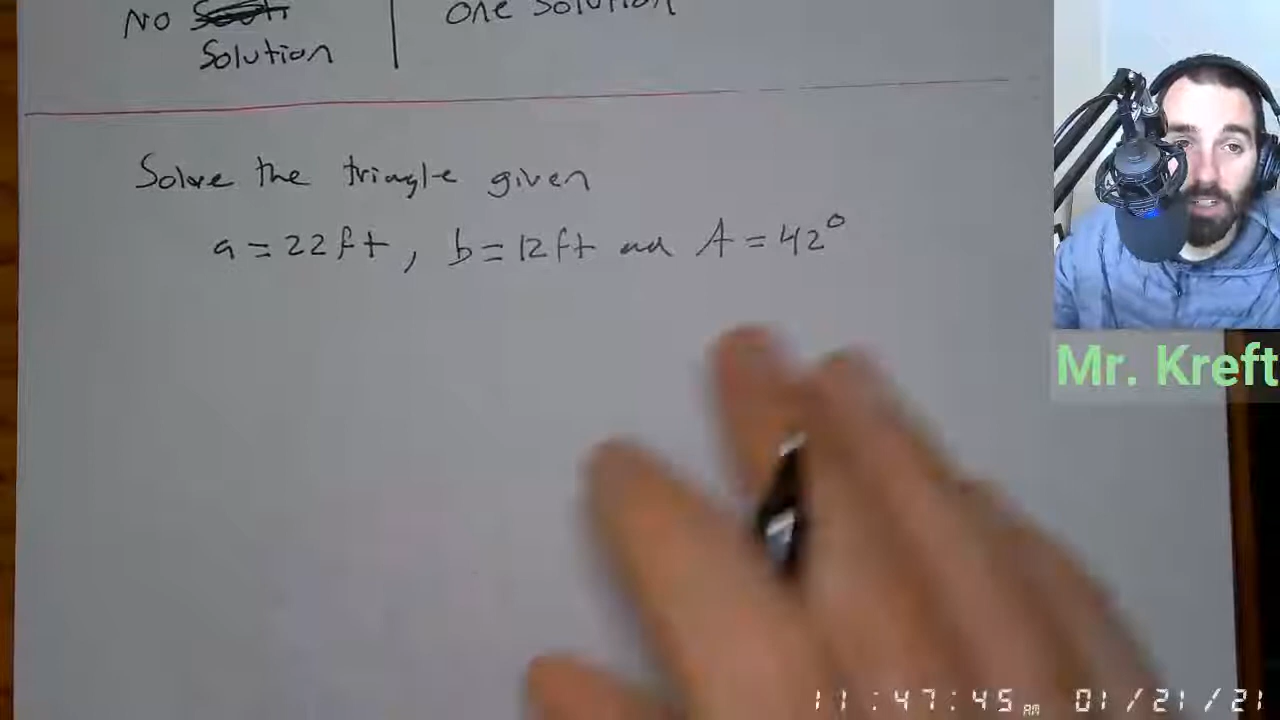 No Solution
One Solution
Solve the triangle given
a = 22 ft, b = 12 ft and A = 42°
Mr. Kreft
11:47:45 AM 01/21/21